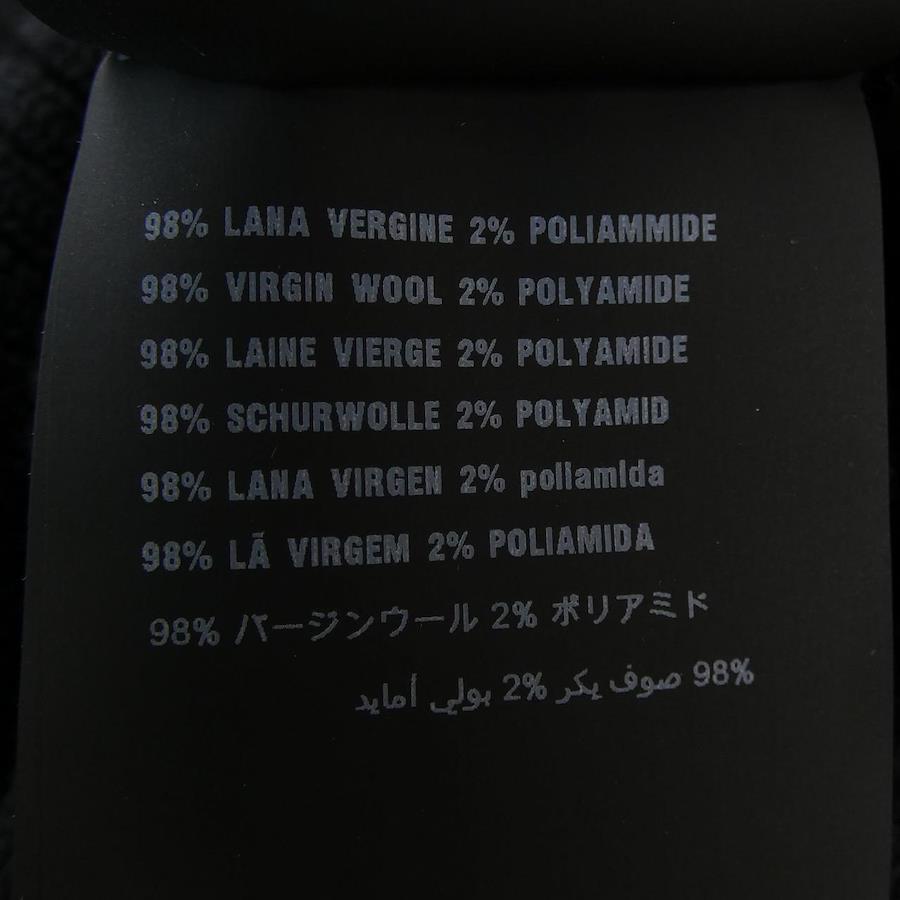 98% LANA VERGINE 2% POLIAMMIDE
98% VIRGIN WOOL 2% POLYAMIDE
98% LAINE VIERGE 2% POLYAMIDE
98% SCHURWOLLE 2% POLYAMID
98% LANA VIRGEN 2% poliamida
98% LÃ VIRGEM 2% POLIAMIDA
98% バージンウール 2% ポリアミド
98% صوف بكر 2% بولي أمايد